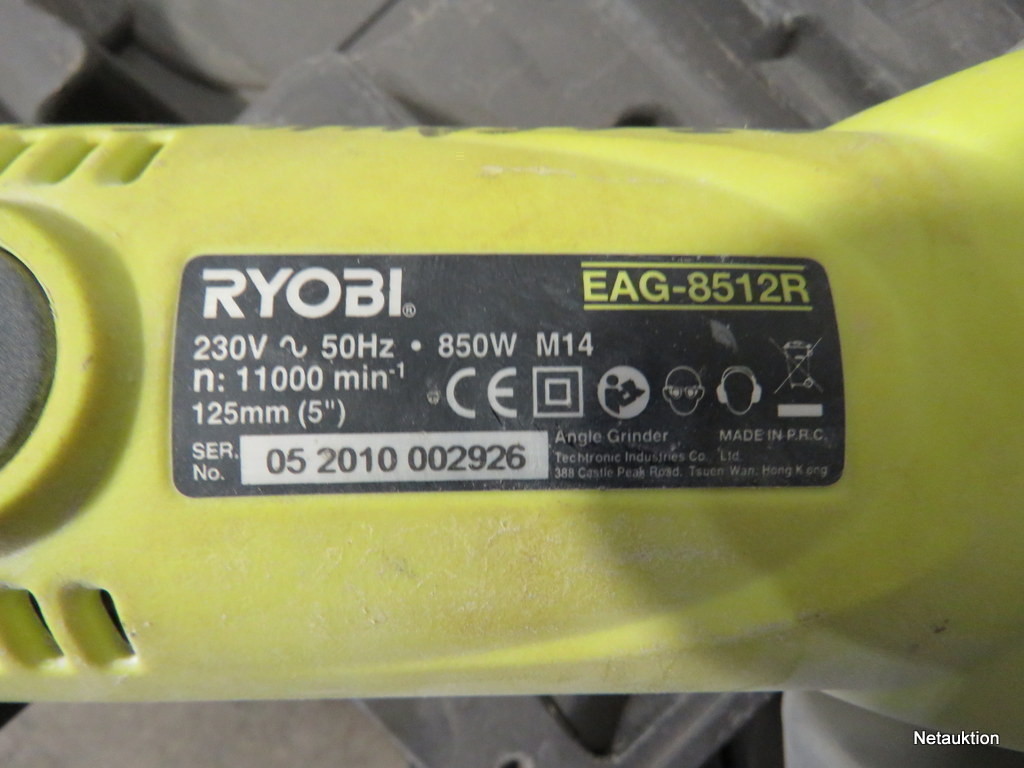 RYOBI®
EAG-8512R
230V ∿ 50Hz • 850W M14
n: 11000 min-1
125mm (5")
CE
SER. No. 05 2010 002926
Angle Grinder MADE IN P.R.C.
Techtronic Industries Co., Ltd.
388 Castle Peak Road, Tsuen Wan, Hong Kong
Netauktion